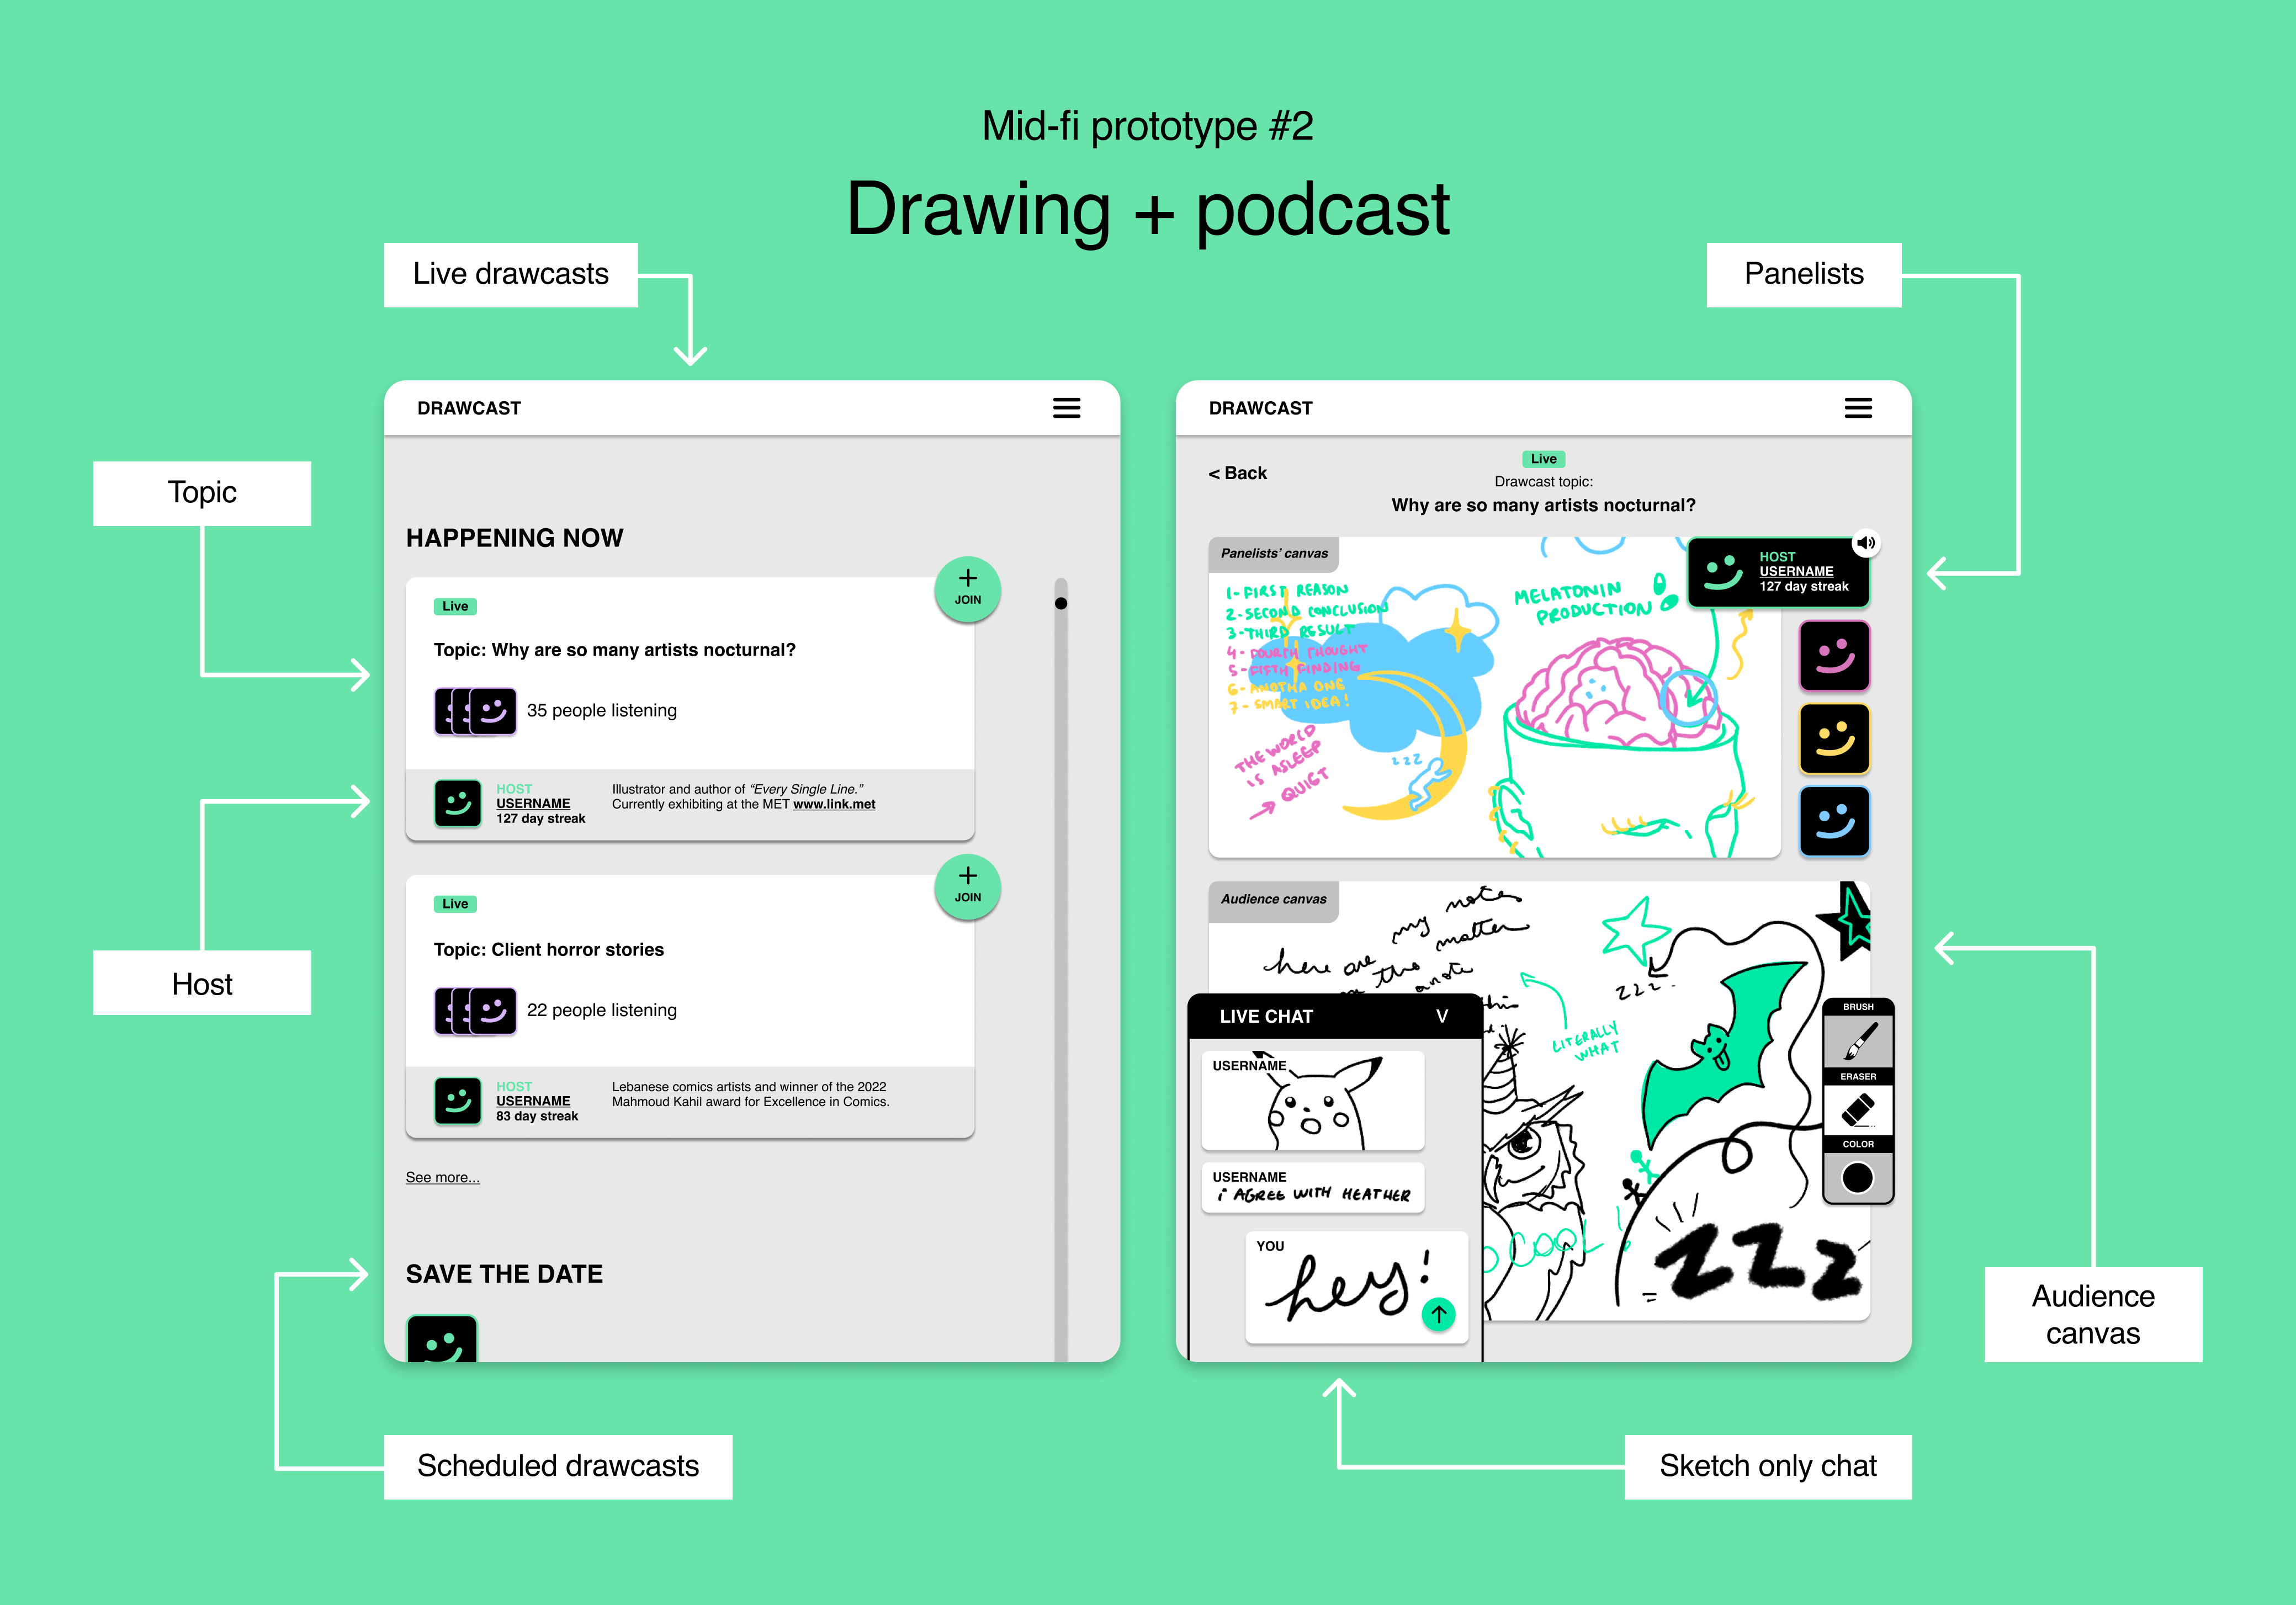 Mid-fi prototype #2
Drawing + podcast
Live drawcasts
Panelists
Topic
Host
Scheduled drawcasts
DRAWCAST
HAPPENING NOW
+
JOIN
Live
Topic: Why are so many artists nocturnal?
35 people listening
HOST
USERNAME
127 day streak
Illustrator and author of “Every Single Line.”
Currently exhibiting at the MET www.link.met
+
JOIN
Live
Topic: Client horror stories
22 people listening
HOST
USERNAME
83 day streak
Lebanese comics artists and winner of the 2022
Mahmoud Kahil award for Excellence in Comics.
See more...
SAVE THE DATE
DRAWCAST
< Back
Live
Drawcast topic:
Why are so many artists nocturnal?
Panelists’ canvas
HOST
USERNAME
127 day streak
1- FIRST REASON
2- SECOND CONCLUSION
3- THIRD RESULT
4- FOURTH THOUGHT
5- FIFTH FINDING
6- ANOTHA ONE
7- SMART IDEA!
MELATONIN
PRODUCTION
THE WORLD
IS ASLEEP
→ QUIGT
zzz
Audience canvas
my notes
matter
here are
the
note
this
zzz.
LITERALLY
WHAT
COOL
zzz
BRUSH
ERASER
COLOR
LIVE CHAT V
USERNAME
USERNAME
i AGREE WITH HEATHER
YOU
hey!
Audience
canvas
Sketch only chat